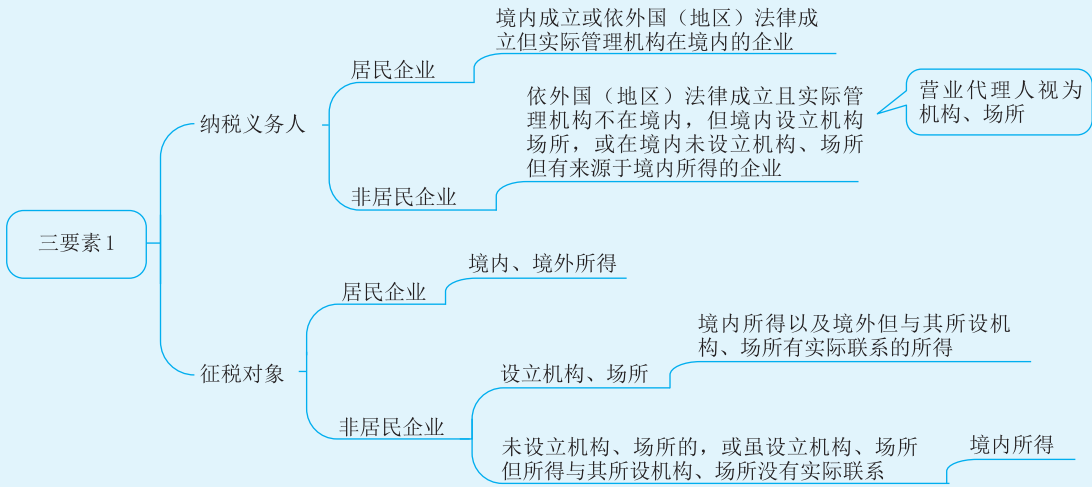 三要素1
纳税义务人
居民企业
境内成立或依外国（地区）法律成
立但实际管理机构在境内的企业
非居民企业
依外国（地区）法律成立且实际管
理机构不在境内，但境内设立机构
场所，或在境内未设立机构、场所
但有来源于境内所得的企业
营业代理人视为
机构、场所
征税对象
居民企业
境内、境外所得
非居民企业
设立机构、场所
境内所得以及境外但与其所设机
构、场所有实际联系的所得
未设立机构、场所的，或虽设立机构、场所
但所得与其所设机构、场所没有实际联系
境内所得